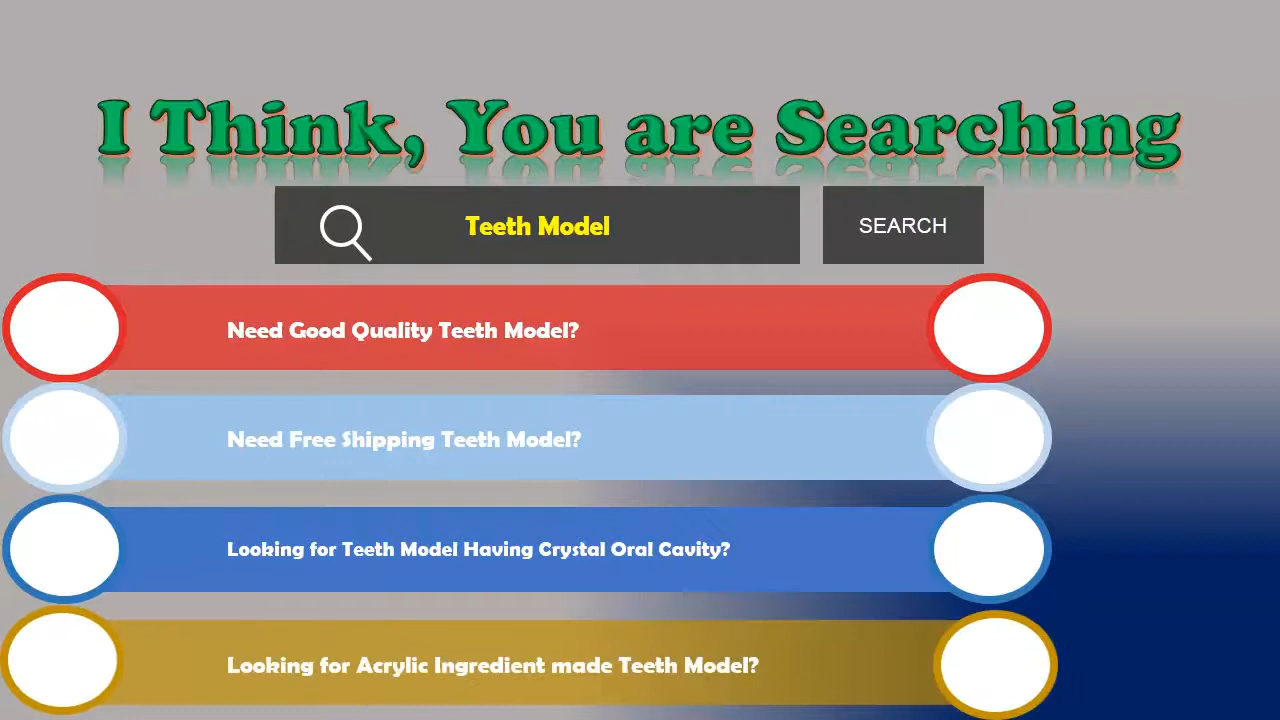 I Think, You are Searching
Teeth Model
SEARCH
Need Good Quality Teeth Model?
Need Free Shipping Teeth Model?
Looking for Teeth Model Having Crystal Oral Cavity?
Looking for Acrylic Ingredient made Teeth Model?